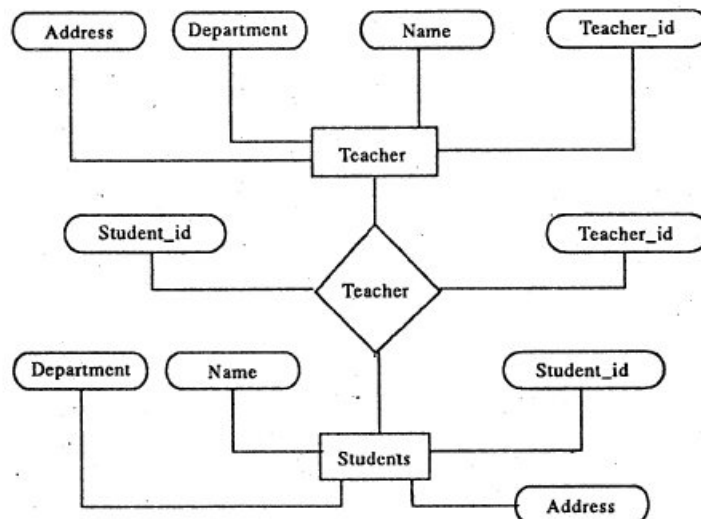 Address
Department
Name
Teacher_id
Teacher
Student_id
Teacher_id
Teacher
Department
Name
Student_id
Students
Address